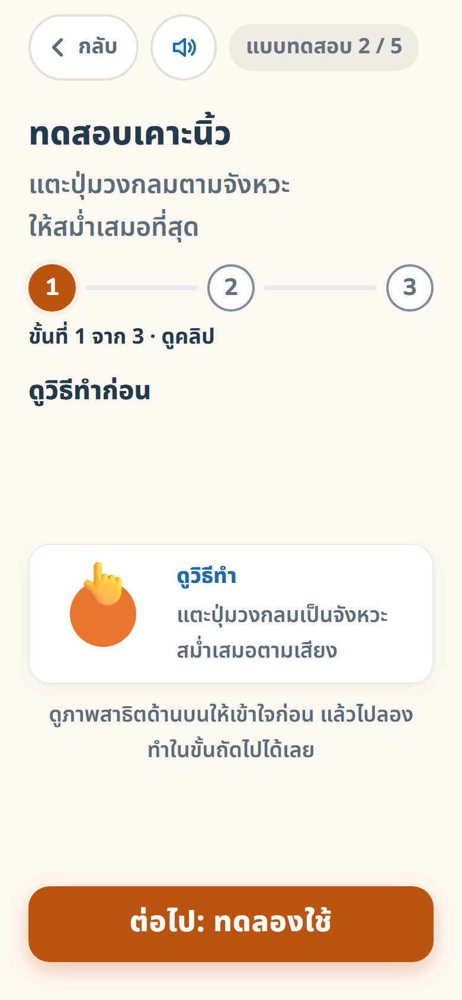 กลับ
แบบทดสอบ 2 / 5
ทดสอบเคาะนิ้ว
แตะปุ่มวงกลมตามจังหวะ
ให้สม่ำเสมอที่สุด
1
2
3
ขั้นที่ 1 จาก 3 · ดูคลิป
ดูวิธีทำก่อน
ดูวิธีทำ
แตะปุ่มวงกลมเป็นจังหวะ
สม่ำเสมอตามเสียง
ดูภาพสาธิตด้านบนให้เข้าใจก่อน แล้วไปลอง
ทำในขั้นถัดไปได้เลย
ต่อไป: ทดลองใช้